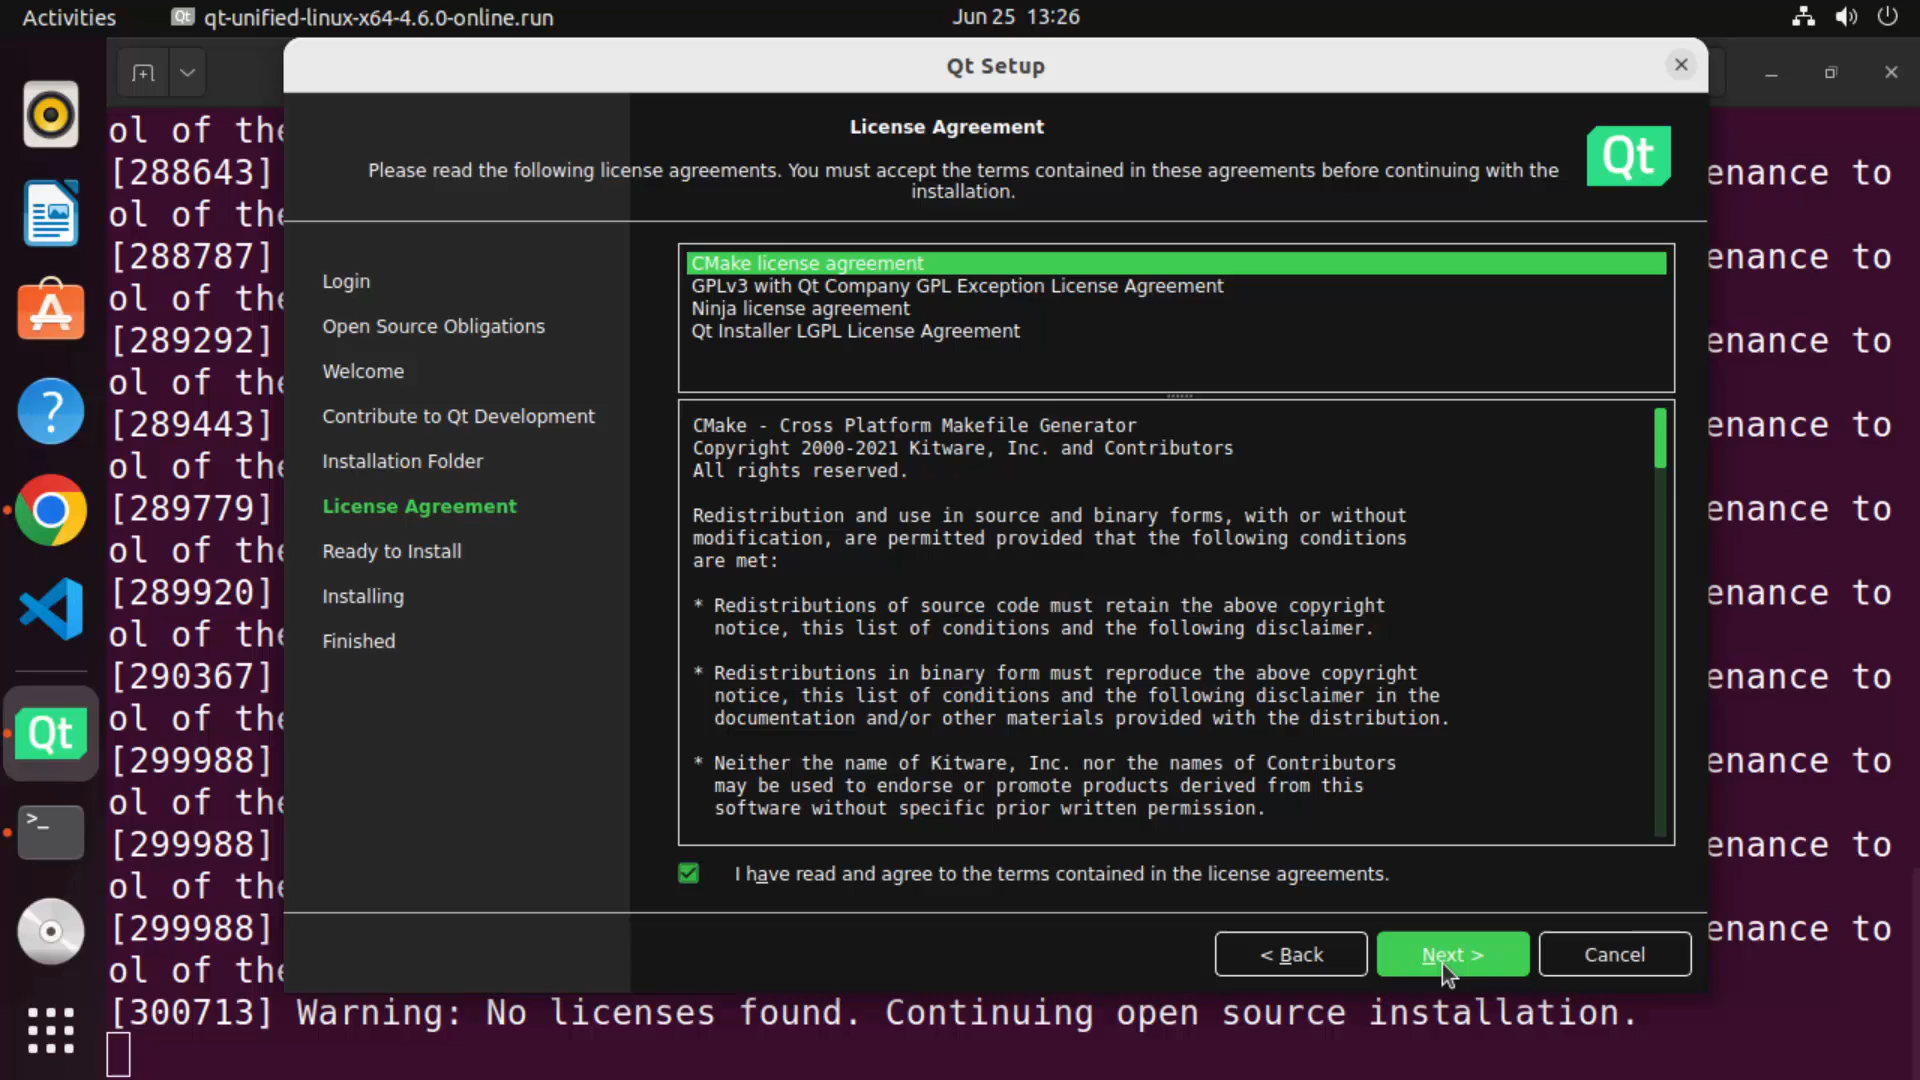 Activities
Qt qt-unified-linux-x64-4.6.0-online.run
Jun 25 13:26
Qt Setup
License Agreement
Please read the following license agreements. You must accept the terms contained in these agreements before continuing with the
installation.
Qt
Login
Open Source Obligations
Welcome
Contribute to Qt Development
Installation Folder
License Agreement
Ready to Install
Installing
Finished
CMake license agreement
GPLv3 with Qt Company GPL Exception License Agreement
Ninja license agreement
Qt Installer LGPL License Agreement
CMake - Cross Platform Makefile Generator
Copyright 2000-2021 Kitware, Inc. and Contributors
All rights reserved.
Redistribution and use in source and binary forms, with or without
modification, are permitted provided that the following conditions
are met:
* Redistributions of source code must retain the above copyright
notice, this list of conditions and the following disclaimer.
* Redistributions in binary form must reproduce the above copyright
notice, this list of conditions and the following disclaimer in the
documentation and/or other materials provided with the distribution.
* Neither the name of Kitware, Inc. nor the names of Contributors
may be used to endorse or promote products derived from this
software without specific prior written permission.
I have read and agree to the terms contained in the license agreements.
< Back
Next >
Cancel
Qt
ol of the
[288643] enance to
ol of the
[288787] enance to
ol of the
[289292] enance to
ol of the
[289443] enance to
ol of the
[289779] enance to
ol of the
[289920] enance to
ol of the
[290367] enance to
ol of the
[299988] enance to
ol of the
[299988] enance to
ol of the
[299988] enance to
ol of the
[300713] Warning: No licenses found. Continuing open source installation.